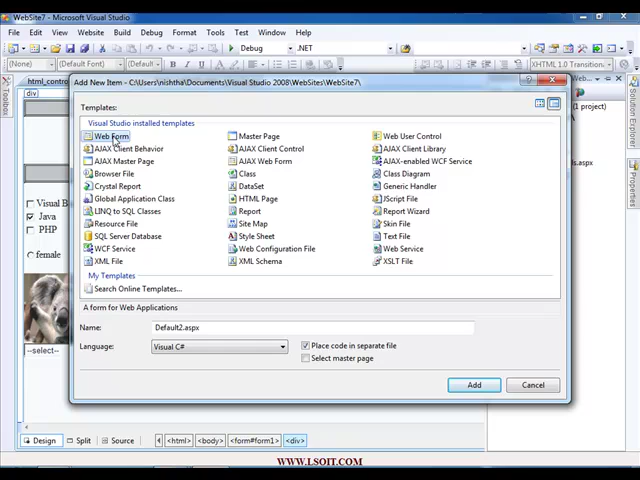 WebSite7 - Microsoft Visual Studio
File Edit View Website Build Debug Format Tools Test Window Help
Debug .NET
(None) (Default Font) (Default (None) XHTML 1.0 Transition
Toolbox
html_control
div
Add New Item - C:\Users\nishtha\Documents\Visual Studio 2008\WebSites\WebSite7\
Templates:
Visual Studio installed templates
Web Form Master Page Web User Control
AJAX Client Behavior AJAX Client Control AJAX Client Library
AJAX Master Page AJAX Web Form AJAX-enabled WCF Service
Browser File Class Class Diagram
Crystal Report DataSet Generic Handler
Global Application Class HTML Page JScript File
LINQ to SQL Classes Report Report Wizard
Resource File Site Map Skin File
SQL Server Database Style Sheet Text File
WCF Service Web Configuration File Web Service
XML File XML Schema XSLT File
My Templates
Search Online Templates...
A form for Web Applications
Name: Default2.aspx
Language: Visual C#
Place code in separate file
Select master page
Add Cancel
Visual B
Java
PHP
female
--select--
Design Split Source <html> <body> <form#form1> <div>
1 project)
ls.aspx
Solution Explorer
Properties
WWW.LSOIT.COM